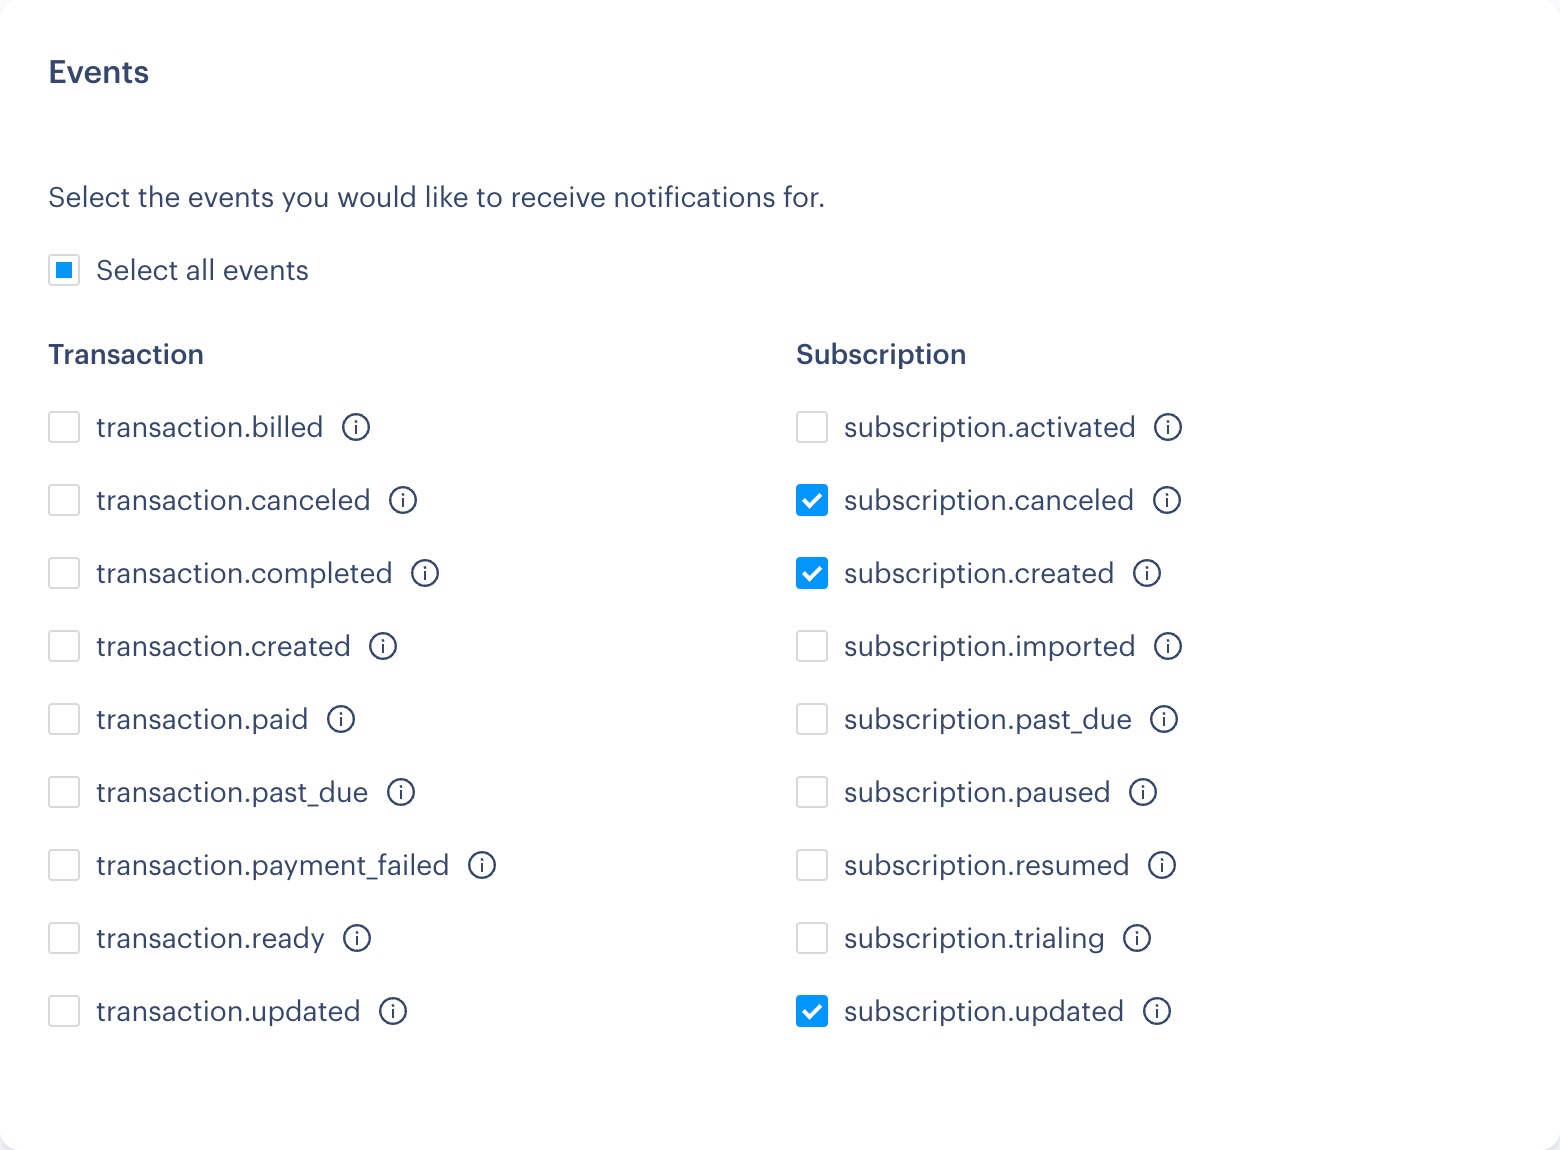 Events
Select the events you would like to receive notifications for.
Select all events
Transaction
transaction.billed
transaction.canceled
transaction.completed
transaction.created
transaction.paid
transaction.past_due
transaction.payment_failed
transaction.ready
transaction.updated
Subscription
subscription.activated
subscription.canceled
subscription.created
subscription.imported
subscription.past_due
subscription.paused
subscription.resumed
subscription.trialing
subscription.updated